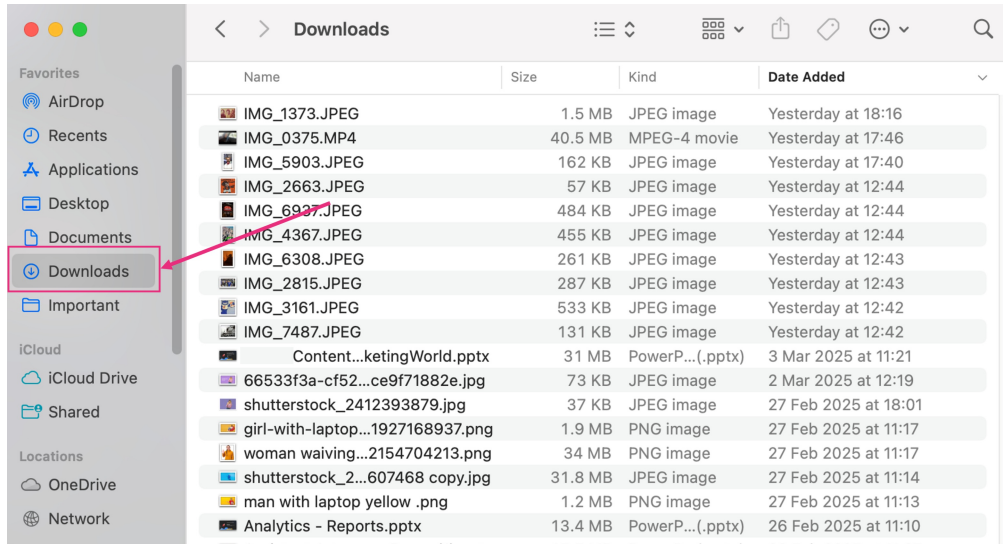 Downloads
Name Size Kind Date Added
Favorites
AirDrop
Recents
Applications
Desktop
Documents
Downloads
Important
iCloud
iCloud Drive
Shared
Locations
OneDrive
Network
IMG_1373.JPEG 1.5 MB JPEG image Yesterday at 18:16
IMG_0375.MP4 40.5 MB MPEG-4 movie Yesterday at 17:46
IMG_5903.JPEG 162 KB JPEG image Yesterday at 17:40
IMG_2663.JPEG 57 KB JPEG image Yesterday at 12:44
IMG_6937.JPEG 484 KB JPEG image Yesterday at 12:44
IMG_4367.JPEG 455 KB JPEG image Yesterday at 12:44
IMG_6308.JPEG 261 KB JPEG image Yesterday at 12:43
IMG_2815.JPEG 287 KB JPEG image Yesterday at 12:43
IMG_3161.JPEG 533 KB JPEG image Yesterday at 12:42
IMG_7487.JPEG 131 KB JPEG image Yesterday at 12:42
Content...ketingWorld.pptx 31 MB PowerP...(.pptx) 3 Mar 2025 at 11:21
66533f3a-cf52...ce9f71882e.jpg 73 KB JPEG image 2 Mar 2025 at 12:19
shutterstock_2412393879.jpg 37 KB JPEG image 27 Feb 2025 at 18:01
girl-with-laptop...1927168937.png 1.9 MB PNG image 27 Feb 2025 at 11:17
woman waiving...2154704213.png 34 MB PNG image 27 Feb 2025 at 11:17
shutterstock_2...607468 copy.jpg 31.8 MB JPEG image 27 Feb 2025 at 11:14
man with laptop yellow .png 1.2 MB PNG image 27 Feb 2025 at 11:13
Analytics - Reports.pptx 13.4 MB PowerP...(.pptx) 26 Feb 2025 at 11:10